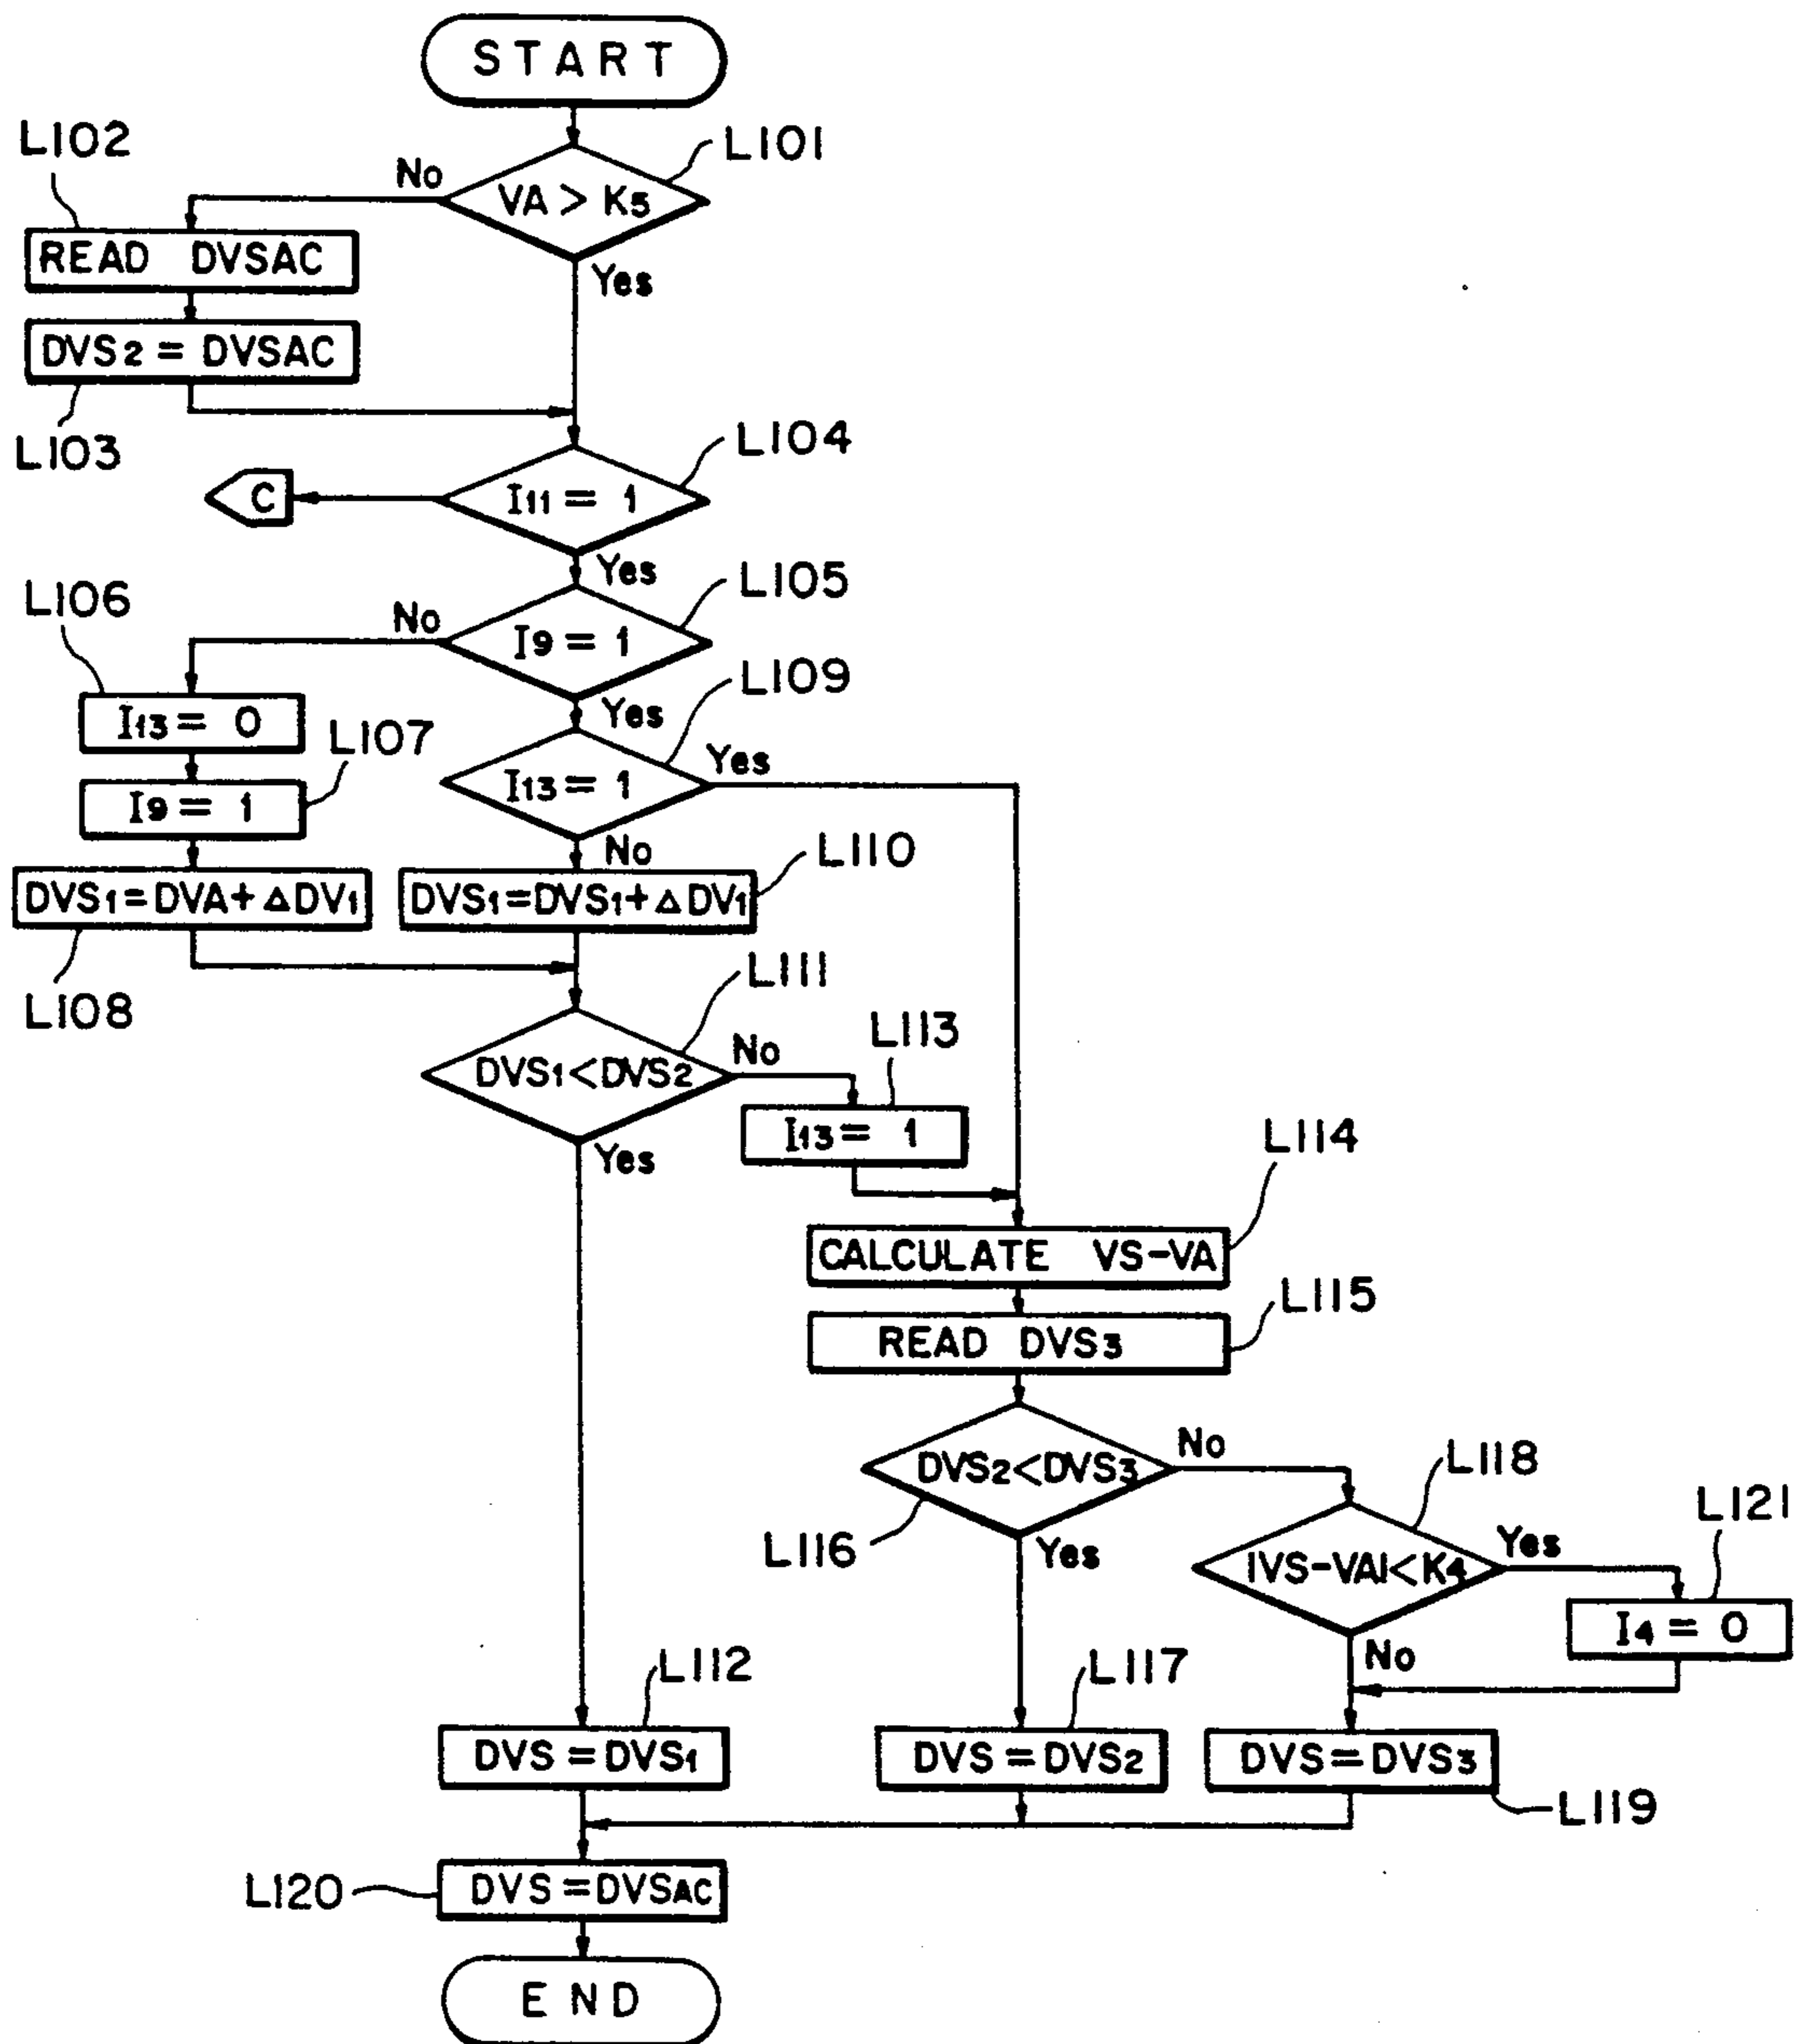 START
L102
L101
No
VA > K5
READ DVSAC
Yes
DVS2 = DVSAC
L103
L104
C
I11 = 1
Yes
L105
L106
No
I9 = 1
L109
I13 = 0
Yes
L107
Yes
I13 = 1
I9 = 1
No
L110
DVS1=DVA+ΔDV1
DVS1=DVS1+ΔDV1
L111
L108
L113
No
DVS1<DVS2
I13 = 1
Yes
L114
CALCULATE VS-VA
L115
READ DVS3
No
L118
DVS2<DVS3
L121
L116
Yes
Yes
|VS-VA|<K4
I4 = 0
No
L112
L117
DVS = DVS1
DVS = DVS2
DVS = DVS3
L119
L120
DVS = DVSAC
END